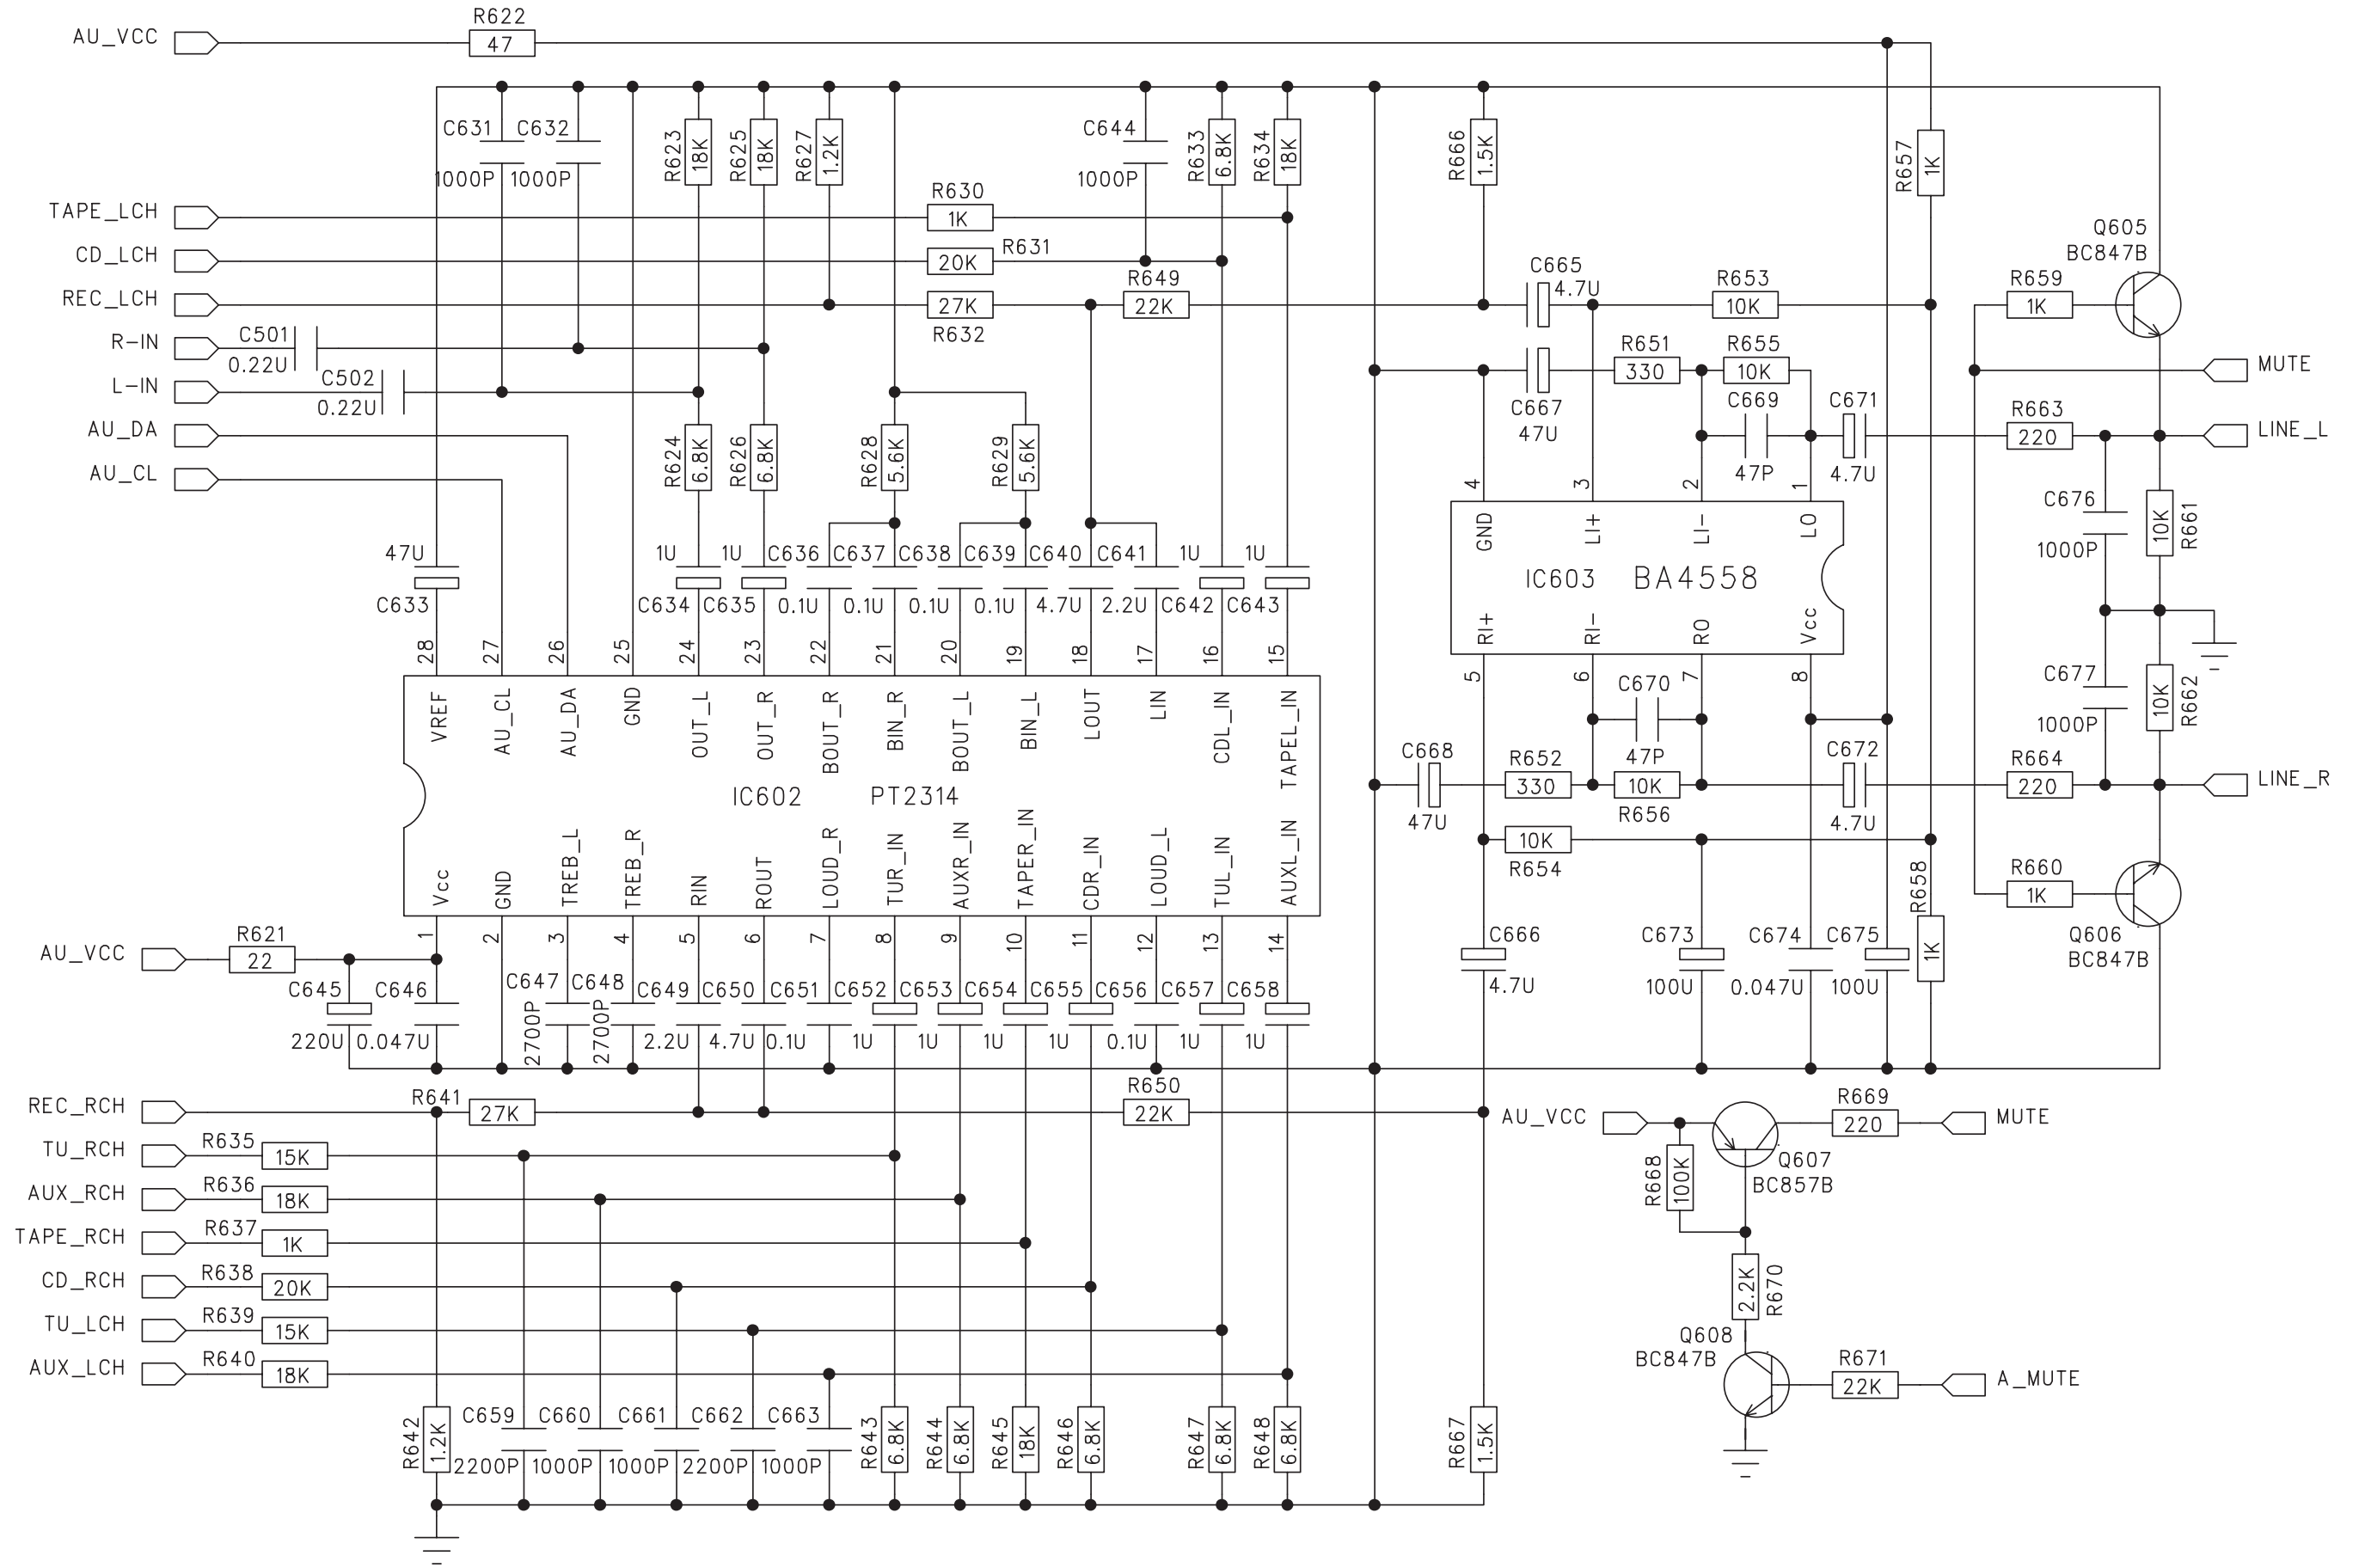 R622
AU_VCC
47
C631
C632
1000P
1000P
R623
18K
R625
18K
R627
1.2K
C644
1000P
R633
6.8K
R634
18K
R666
1.5K
R657
1K
TAPE_LCH
R630
1K
CD_LCH
20K
R631
REC_LCH
27K
R632
R649
22K
C665
4.7U
R653
10K
Q605
BC847B
R659
1K
R-IN
C501
0.22U
L-IN
C502
0.22U
AU_DA
AU_CL
R624
6.8K
R626
6.8K
R628
5.6K
R629
5.6K
C667
47U
R651
330
R655
10K
C669
47P
C671
4.7U
MUTE
R663
220
LINE_L
C676
1000P
10K
R661
47U
C633
1U
C634
1U
C635
C636
0.1U
C637
0.1U
C638
0.1U
C639
0.1U
C640
4.7U
C641
2.2U
1U
C642
1U
C643
4
3
2
1
GND
LI+
LI-
LO
IC603
BA4558
RI+
RI-
RO
Vcc
5
6
7
8
C677
1000P
10K
R662
28
27
26
25
24
23
22
21
20
19
18
17
16
15
VREF
AU_CL
AU_DA
GND
OUT_L
OUT_R
BOUT_R
BIN_R
BOUT_L
BIN_L
LOUT
LIN
CDL_IN
TAPEL_IN
IC602
PT2314
Vcc
GND
TREB_L
TREB_R
RIN
ROUT
LOUD_R
TUR_IN
AUXR_IN
TAPER_IN
CDR_IN
LOUD_L
TUL_IN
AUXL_IN
1
2
3
4
5
6
7
8
9
10
11
12
13
14
C670
47P
C668
47U
R652
330
10K
R656
C672
4.7U
R664
220
LINE_R
10K
R654
R660
1K
Q606
BC847B
C666
4.7U
C673
100U
C674
0.047U
C675
100U
R658
1K
AU_VCC
R621
22
C645
220U
C646
0.047U
C647
2700P
C648
2700P
C649
2.2U
C650
4.7U
C651
0.1U
C652
1U
C653
1U
C654
1U
C655
1U
C656
0.1U
C657
1U
C658
1U
REC_RCH
R641
27K
R650
22K
TU_RCH
R635
15K
AUX_RCH
R636
18K
TAPE_RCH
R637
1K
CD_RCH
R638
20K
TU_LCH
R639
15K
AUX_LCH
R640
18K
AU_VCC
R669
220
MUTE
R668
100K
Q607
BC857B
2.2K
R670
Q608
BC847B
R671
22K
A_MUTE
R642
1.2K
C659
2200P
C660
1000P
C661
1000P
C662
2200P
C663
1000P
R643
6.8K
R644
6.8K
R645
18K
R646
6.8K
R647
6.8K
R648
6.8K
R667
1.5K